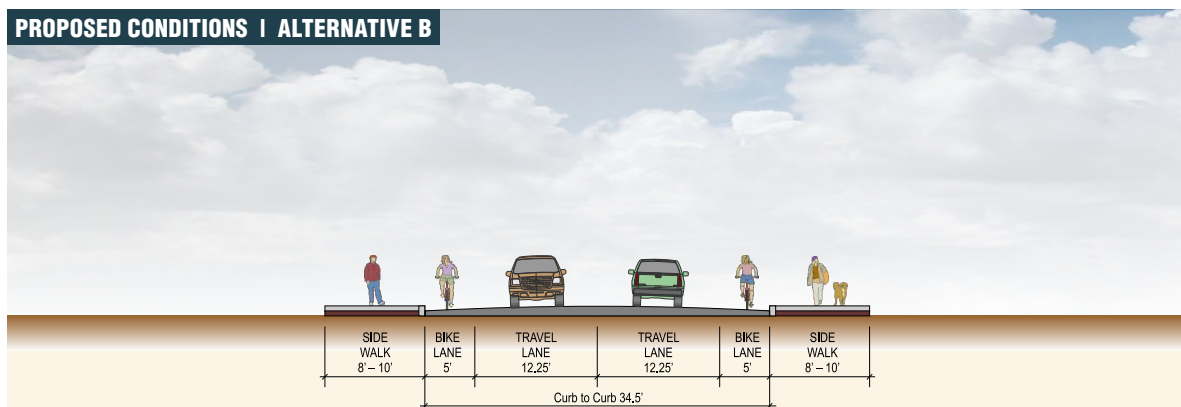 PROPOSED CONDITIONS | ALTERNATIVE B
SIDE
WALK
8' – 10'
BIKE
LANE
5'
TRAVEL
LANE
12.25'
TRAVEL
LANE
12.25'
BIKE
LANE
5'
SIDE
WALK
8' – 10'
Curb to Curb 34.5'